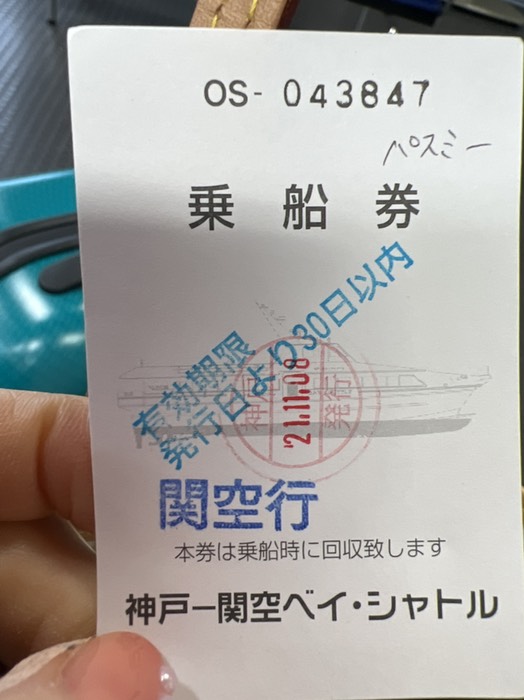 OS- 043847
パスミー
乗船券
有効期限
発行日より30日以内
神戸
'21.11.08
発行
関空行
本券は乗船時に回収致します
神戸ー関空ベイ・シャトル